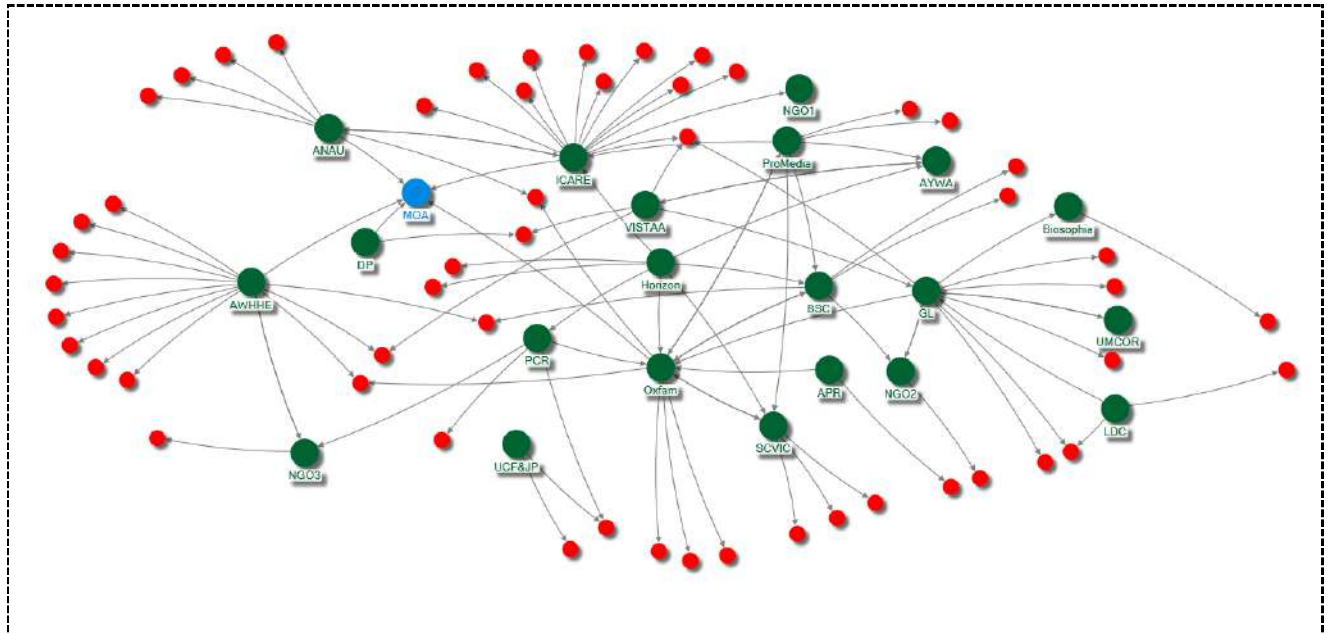 NGO1
ANAU
ICARE
ProMedia
AYWA
MOA
VISTAA
Biosophia
DP
Horizon
AWHHE
BSC
GL
UMCOR
PCR
Oxfam
APR
NGO2
LDC
SCVIC
UCF&JP
NGO3